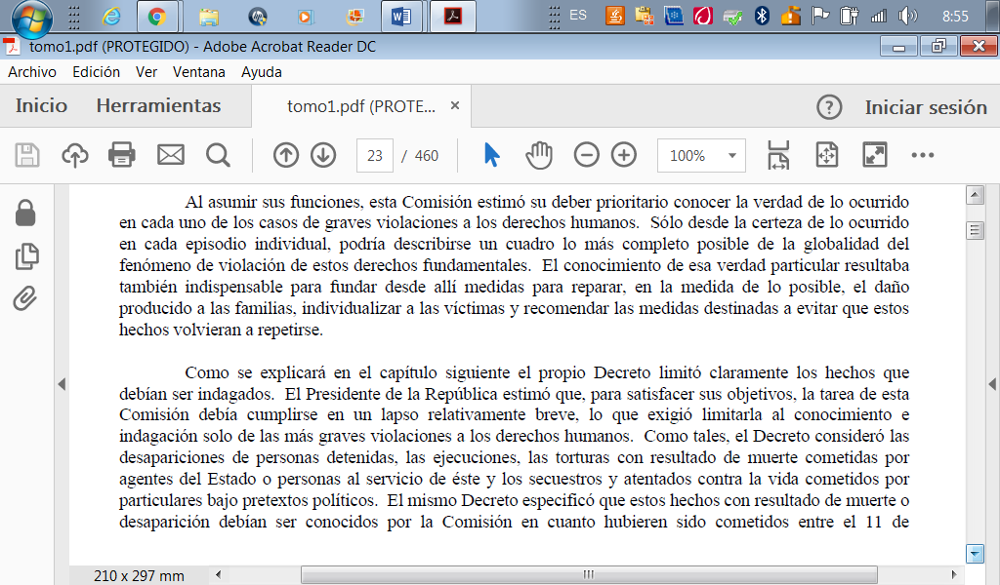 ES 8:55
tomo1.pdf (PROTEGIDO) - Adobe Acrobat Reader DC
Archivo Edición Ver Ventana Ayuda
Inicio Herramientas tomo1.pdf (PROTE... × ? Iniciar sesión
23 / 460 100%
Al asumir sus funciones, esta Comisión estimó su deber prioritario conocer la verdad de lo ocurrido
en cada uno de los casos de graves violaciones a los derechos humanos. Sólo desde la certeza de lo ocurrido
en cada episodio individual, podría describirse un cuadro lo más completo posible de la globalidad del
fenómeno de violación de estos derechos fundamentales. El conocimiento de esa verdad particular resultaba
también indispensable para fundar desde allí medidas para reparar, en la medida de lo posible, el daño
producido a las familias, individualizar a las víctimas y recomendar las medidas destinadas a evitar que estos
hechos volvieran a repetirse.
Como se explicará en el capítulo siguiente el propio Decreto limitó claramente los hechos que
debían ser indagados. El Presidente de la República estimó que, para satisfacer sus objetivos, la tarea de esta
Comisión debía cumplirse en un lapso relativamente breve, lo que exigió limitarla al conocimiento e
indagación solo de las más graves violaciones a los derechos humanos. Como tales, el Decreto consideró las
desapariciones de personas detenidas, las ejecuciones, las torturas con resultado de muerte cometidas por
agentes del Estado o personas al servicio de éste y los secuestros y atentados contra la vida cometidos por
particulares bajo pretextos políticos. El mismo Decreto especificó que estos hechos con resultado de muerte o
desaparición debían ser conocidos por la Comisión en cuanto hubieren sido cometidos entre el 11 de
210 x 297 mm